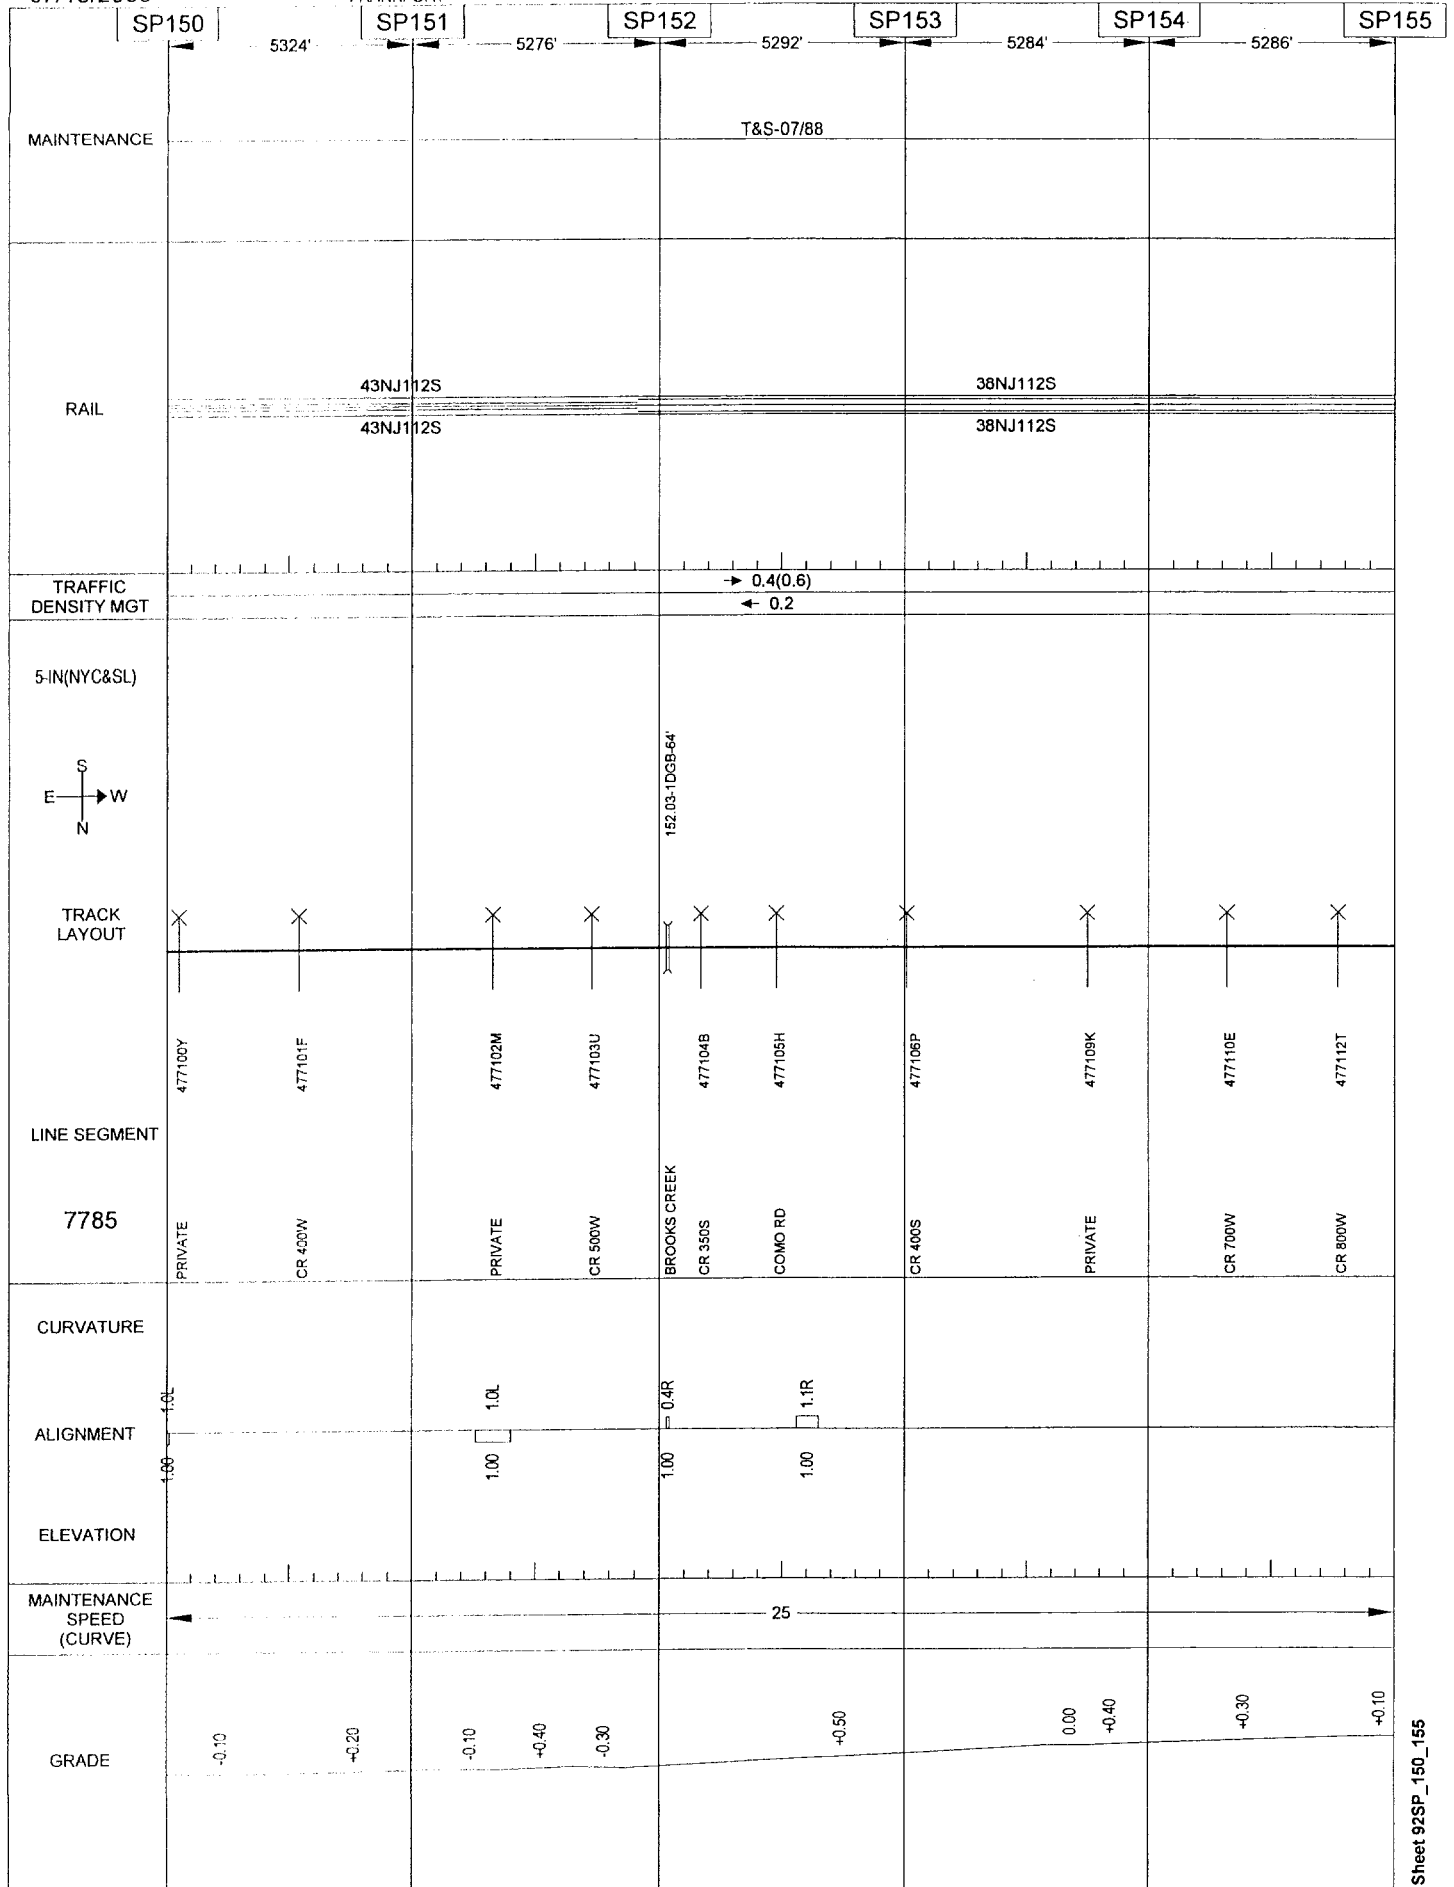 SP150 SP151 SP152 SP153 SP154 SP155
5324' 5276' 5292' 5284' 5286'
MAINTENANCE
T&S-07/88
RAIL
43NJ112S 38NJ112S
43NJ112S 38NJ112S
TRAFFIC
DENSITY MGT
→ 0.4(0.6)
← 0.2
5-IN(NYC&SL)
S
E W
N
152.03-1DGB-64'
TRACK
LAYOUT
477100Y 477101F 477102M 477103U 477104B 477105H 477106P 477109K 477110E 477112T
LINE SEGMENT
7785
PRIVATE CR 400W PRIVATE CR 500W BROOKS CREEK CR 350S COMO RD CR 400S PRIVATE CR 700W CR 800W
CURVATURE
1.0L 1.0L 0.4R 1.1R
ALIGNMENT
1.00 1.00 1.00 1.00
ELEVATION
MAINTENANCE
SPEED
(CURVE)
25
GRADE
-0.10 +0.20 -0.10 +0.40 -0.30 +0.50 0.00 +0.40 +0.30 +0.10
Sheet 92SP_150_155